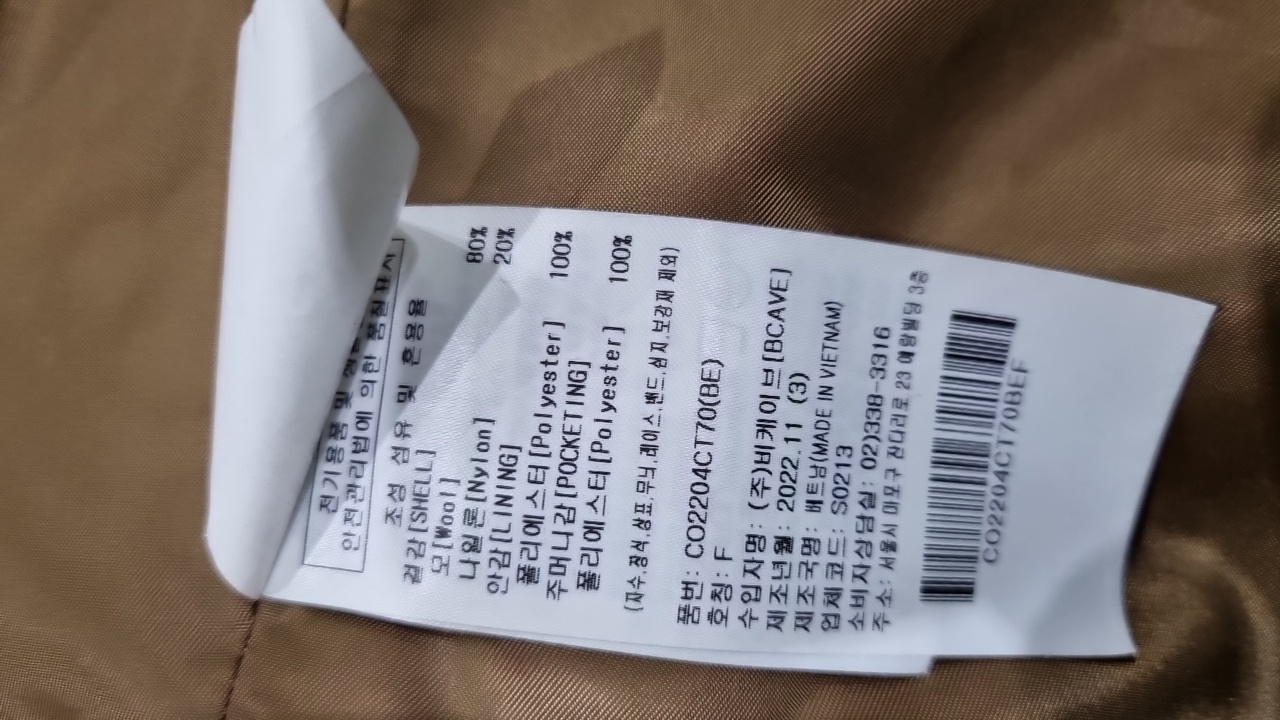 전기용품 및 생활
안전관리법에 의한 품질표시
조성 섬유 및 혼용율
겉감[SHELL]
모[Wool] 80%
나일론[Nylon] 20%
안감[LINING]
폴리에스터[Polyester] 100%
주머니감[POCKETING]
폴리에스터[Polyester] 100%
(자수,장식,상표,무늬,레이스,밴드,심지,보강재 제외)
품번: CO2204CT70(BE)
호칭: F
수입자명: (주)비케이브[BCAVE]
제조년월: 2022.11 (3)
제조국명: 베트남(MADE IN VIETNAM)
업체코드: S0213
소비자상담실: 02)338-3316
주소: 서울시 마포구 잔다리로 23 예람빌딩 3층
CO2204CT70BEF